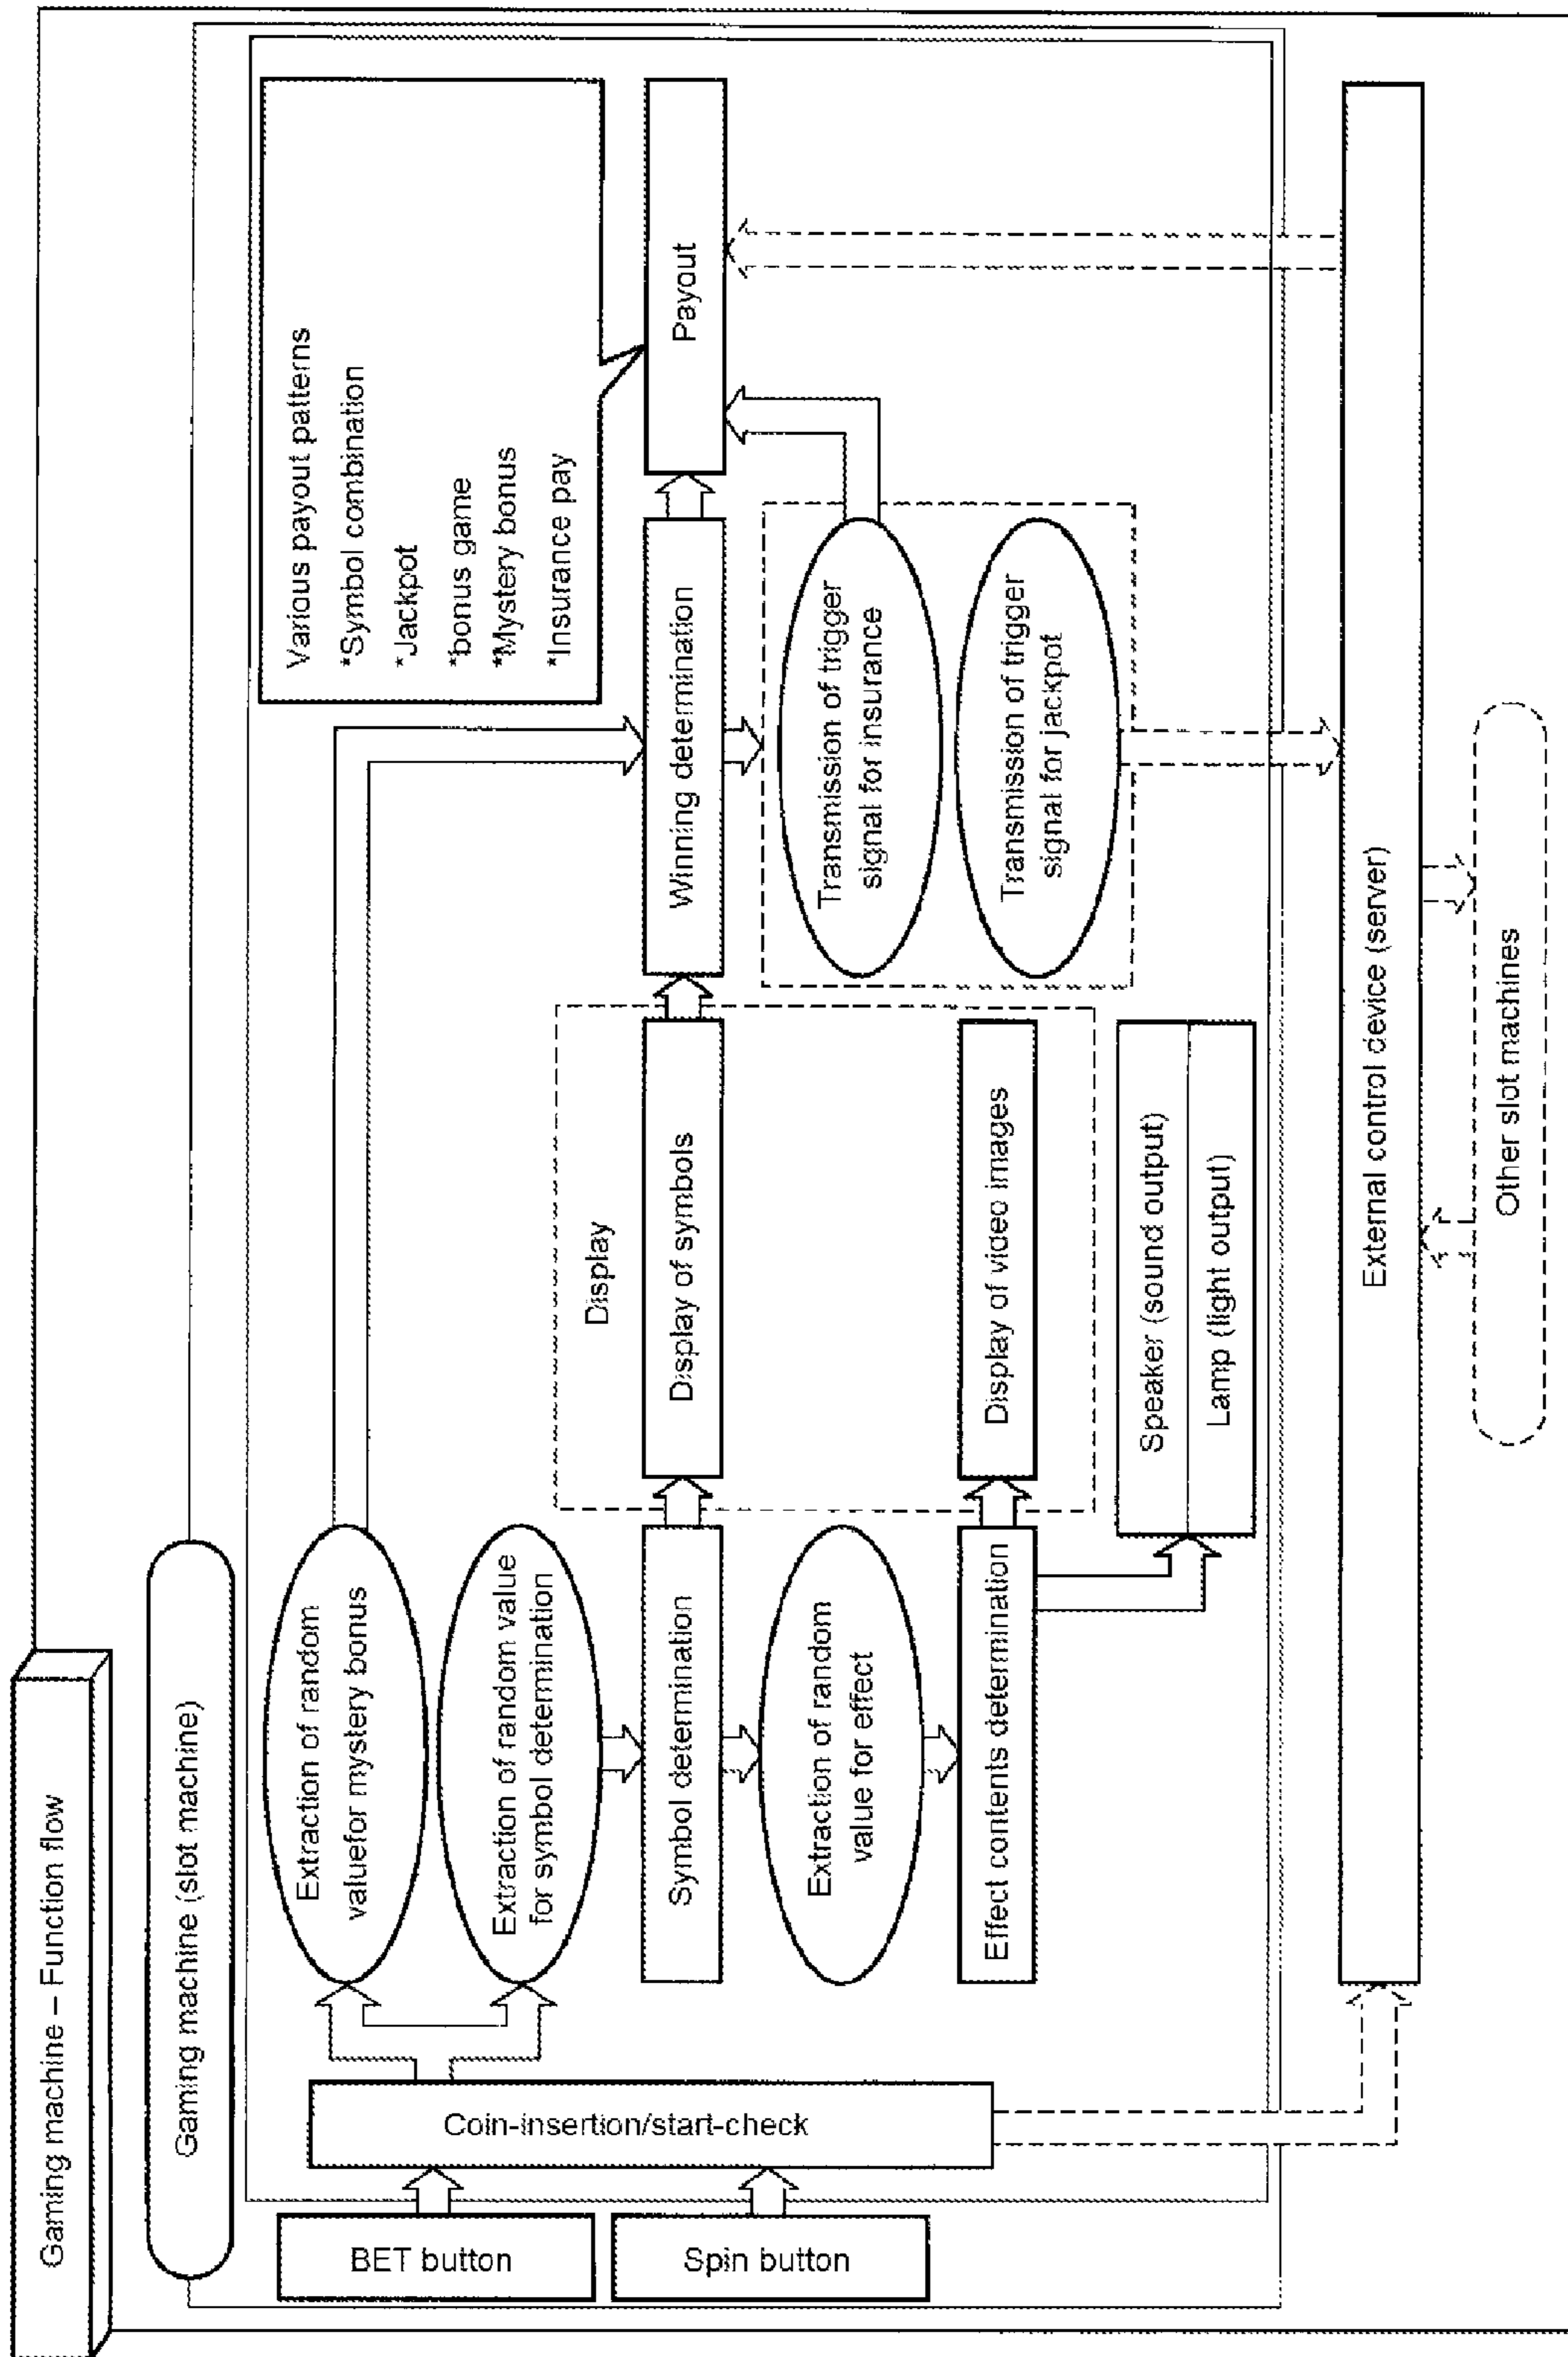 Gaming machine – Function flow
Gaming machine (slot machine)
BET button
Spin button
Coin-insertion/start-check
Extraction of random
valuefor mystery bonus
Extraction of random value
for symbol determination
Symbol determination
Extraction of random
value for effect
Effect contents determination
Display
Display of symbols
Display of video images
Speaker (sound output)
Lamp (light output)
Winning determination
Transmission of trigger
signal for insurance
Transmission of trigger
signal for jackpot
Various payout patterns
*Symbol combination
*Jackpot
*bonus game
*Mystery bonus
*Insurance pay
Payout
External control device (server)
Other slot machines